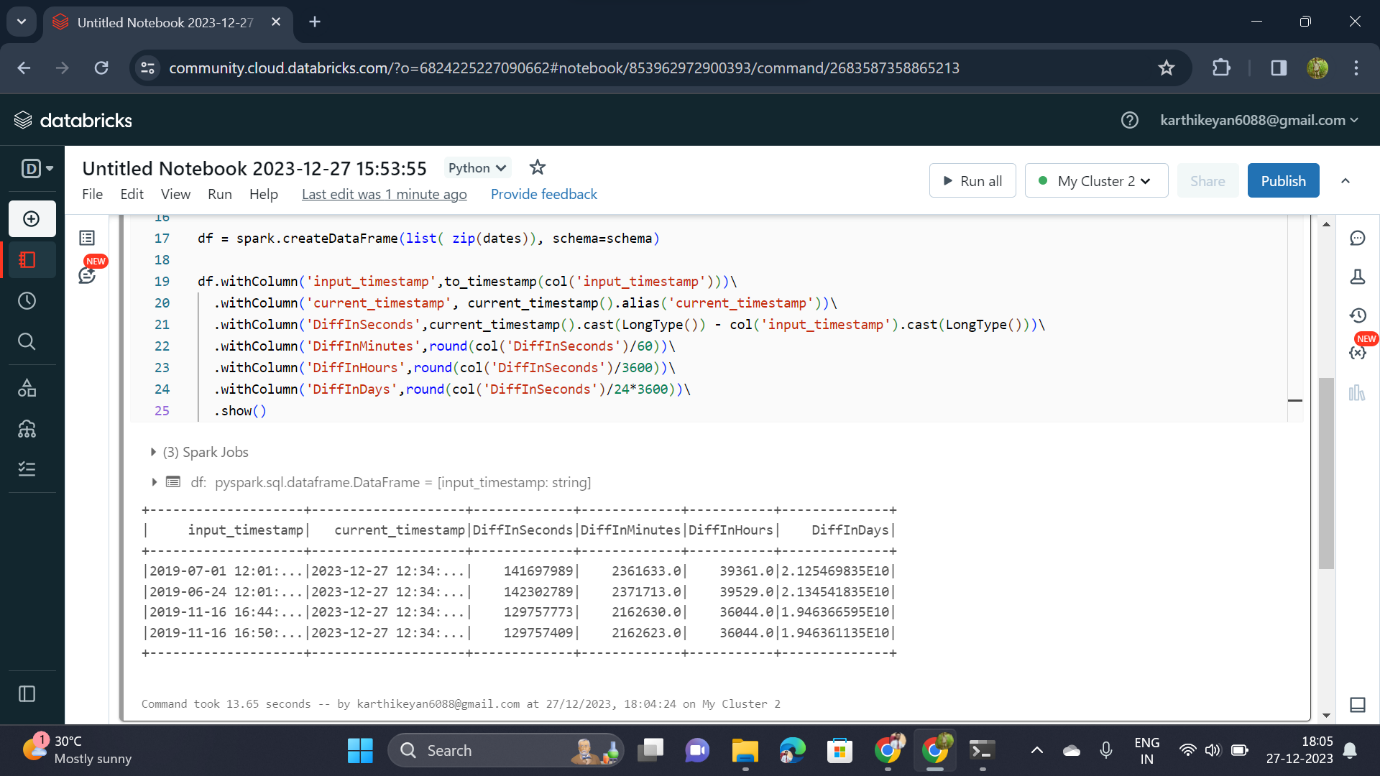 Untitled Notebook 2023-12-27
community.cloud.databricks.com/?o=6824225227090662#notebook/853962972900393/command/2683587358865213
databricks
karthikeyan6088@gmail.com
D
Untitled Notebook 2023-12-27 15:53:55 Python
File Edit View Run Help Last edit was 1 minute ago Provide feedback
Run all My Cluster 2 Share Publish
NEW
NEW
16
17 df = spark.createDataFrame(list( zip(dates)), schema=schema)
18
19 df.withColumn('input_timestamp',to_timestamp(col('input_timestamp')))\
20 .withColumn('current_timestamp', current_timestamp().alias('current_timestamp'))\
21 .withColumn('DiffInSeconds',current_timestamp().cast(LongType()) - col('input_timestamp').cast(LongType()))\
22 .withColumn('DiffInMinutes',round(col('DiffInSeconds')/60))\
23 .withColumn('DiffInHours',round(col('DiffInSeconds')/3600))\
24 .withColumn('DiffInDays',round(col('DiffInSeconds')/24*3600))\
25 .show()
(3) Spark Jobs
df: pyspark.sql.dataframe.DataFrame = [input_timestamp: string]
+--------------------+--------------------+-------------+-------------+-----------+--------------+
|     input_timestamp|   current_timestamp|DiffInSeconds|DiffInMinutes|DiffInHours|    DiffInDays|
+--------------------+--------------------+-------------+-------------+-----------+--------------+
|2019-07-01 12:01:...|2023-12-27 12:34:...|    141697989|    2361633.0|    39361.0|2.125469835E10|
|2019-06-24 12:01:...|2023-12-27 12:34:...|    142302789|    2371713.0|    39529.0|2.134541835E10|
|2019-11-16 16:44:...|2023-12-27 12:34:...|    129757773|    2162630.0|    36044.0|1.946366595E10|
|2019-11-16 16:50:...|2023-12-27 12:34:...|    129757409|    2162623.0|    36044.0|1.946361135E10|
+--------------------+--------------------+-------------+-------------+-----------+--------------+
Command took 13.65 seconds -- by karthikeyan6088@gmail.com at 27/12/2023, 18:04:24 on My Cluster 2
1
30°C
Mostly sunny
Search
ENG
IN
18:05
27-12-2023